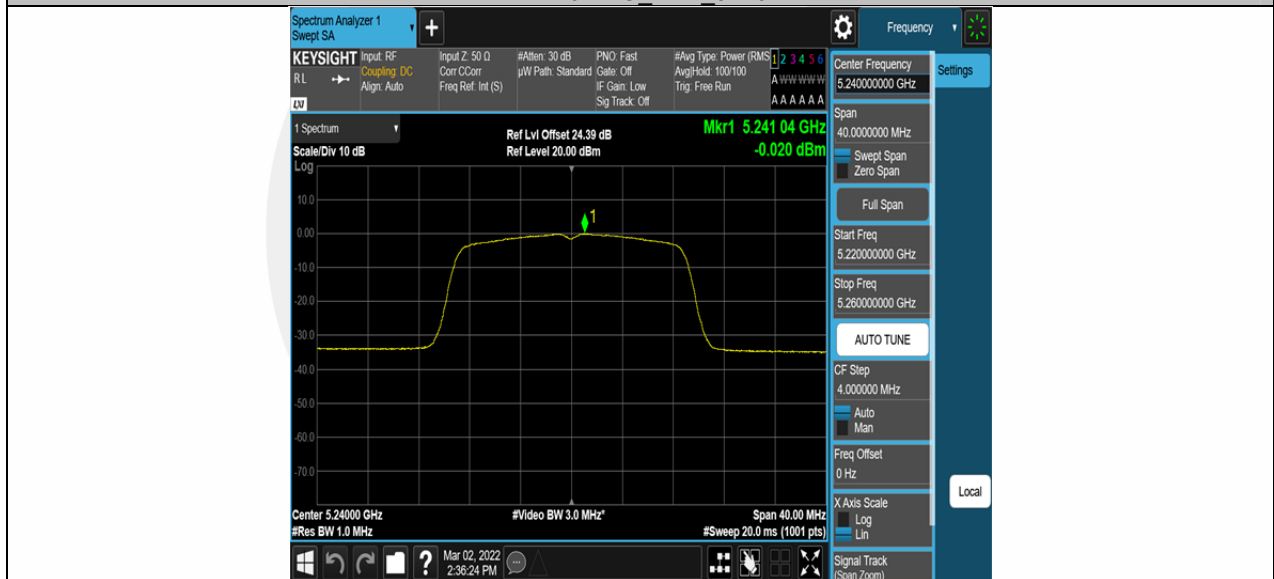 Spectrum Analyzer 1
Swept SA
+
Frequency
KEYSIGHT
RL
LXI
Input: RF
Coupling: DC
Align: Auto
Input Z: 50 Ω
Corr CCorr
Freq Ref: Int (S)
#Atten: 30 dB
µW Path: Standard
PNO: Fast
Gate: Off
IF Gain: Low
Sig Track: Off
#Avg Type: Power (RMS
Avg|Hold: 100/100
Trig: Free Run
1 2 3 4 5 6
A W W W W W
A A A A A A
1 Spectrum
Scale/Div 10 dB
Log
Ref Lvl Offset 24.39 dB
Ref Level 20.00 dBm
Mkr1 5.241 04 GHz
-0.020 dBm
1
10.0
0.00
-10.0
-20.0
-30.0
-40.0
-50.0
-60.0
-70.0
Center 5.24000 GHz
#Res BW 1.0 MHz
#Video BW 3.0 MHz*
Span 40.00 MHz
#Sweep 20.0 ms (1001 pts)
Center Frequency
5.240000000 GHz
Settings
Span
40.0000000 MHz
Swept Span
Zero Span
Full Span
Start Freq
5.220000000 GHz
Stop Freq
5.260000000 GHz
AUTO TUNE
CF Step
4.000000 MHz
Auto
Man
Freq Offset
0 Hz
X Axis Scale
Log
Lin
Local
Signal Track
(Span Zoom)
?
Mar 02, 2022
2:36:24 PM